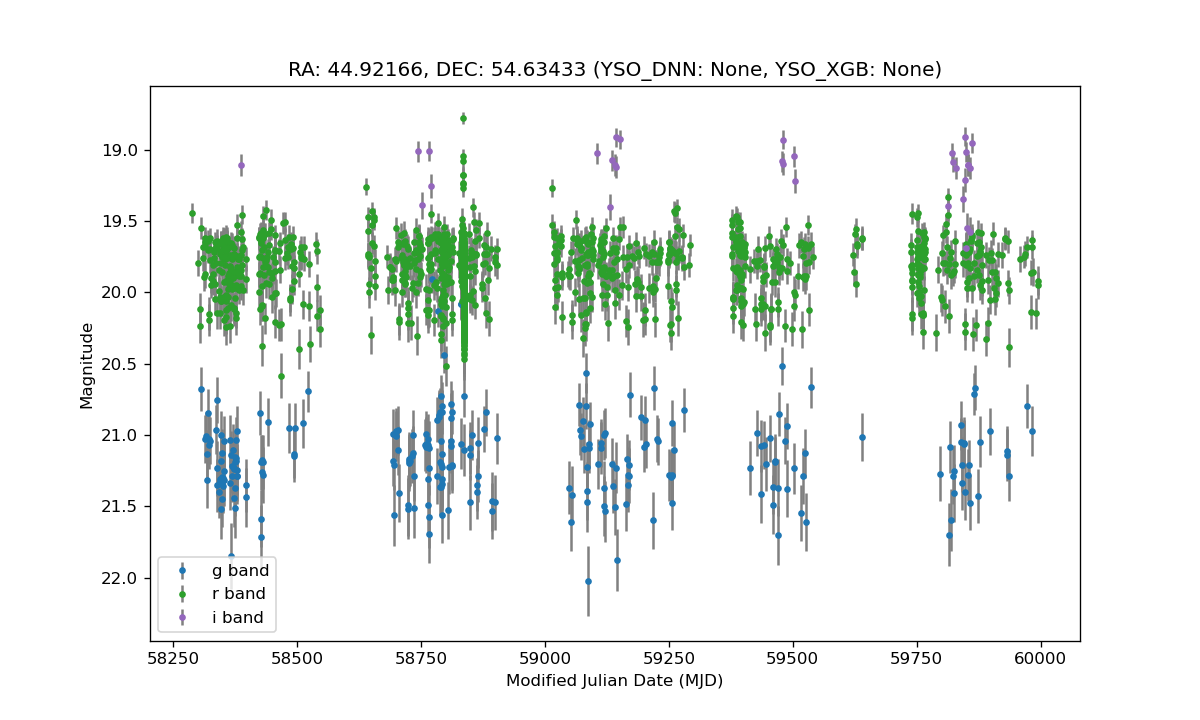 RA: 44.92166, DEC: 54.63433 (YSO_DNN: None, YSO_XGB: None)
Magnitude
19.0
19.5
20.0
20.5
21.0
21.5
22.0
g band
r band
i band
58250 58500 58750 59000 59250 59500 59750 60000
Modified Julian Date (MJD)